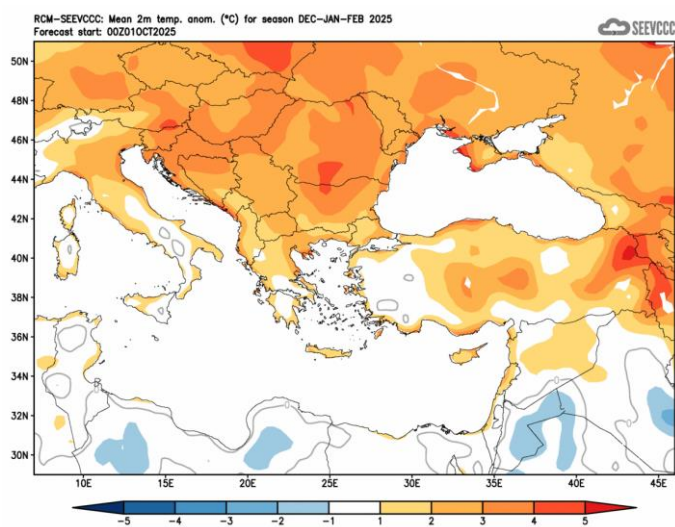 RCM-SEEVCCC: Mean 2m temp. anom. (°C) for season DEC-JAN-FEB 2025
Forecast start: 00Z01OCT2025
SEEVCCC
50N
48N
46N
44N
42N
40N
38N
36N
34N
32N
30N
0
0
10E 15E 20E 25E 30E 35E 40E 45E
-5 -4 -3 -2 -1 1 2 3 4 5